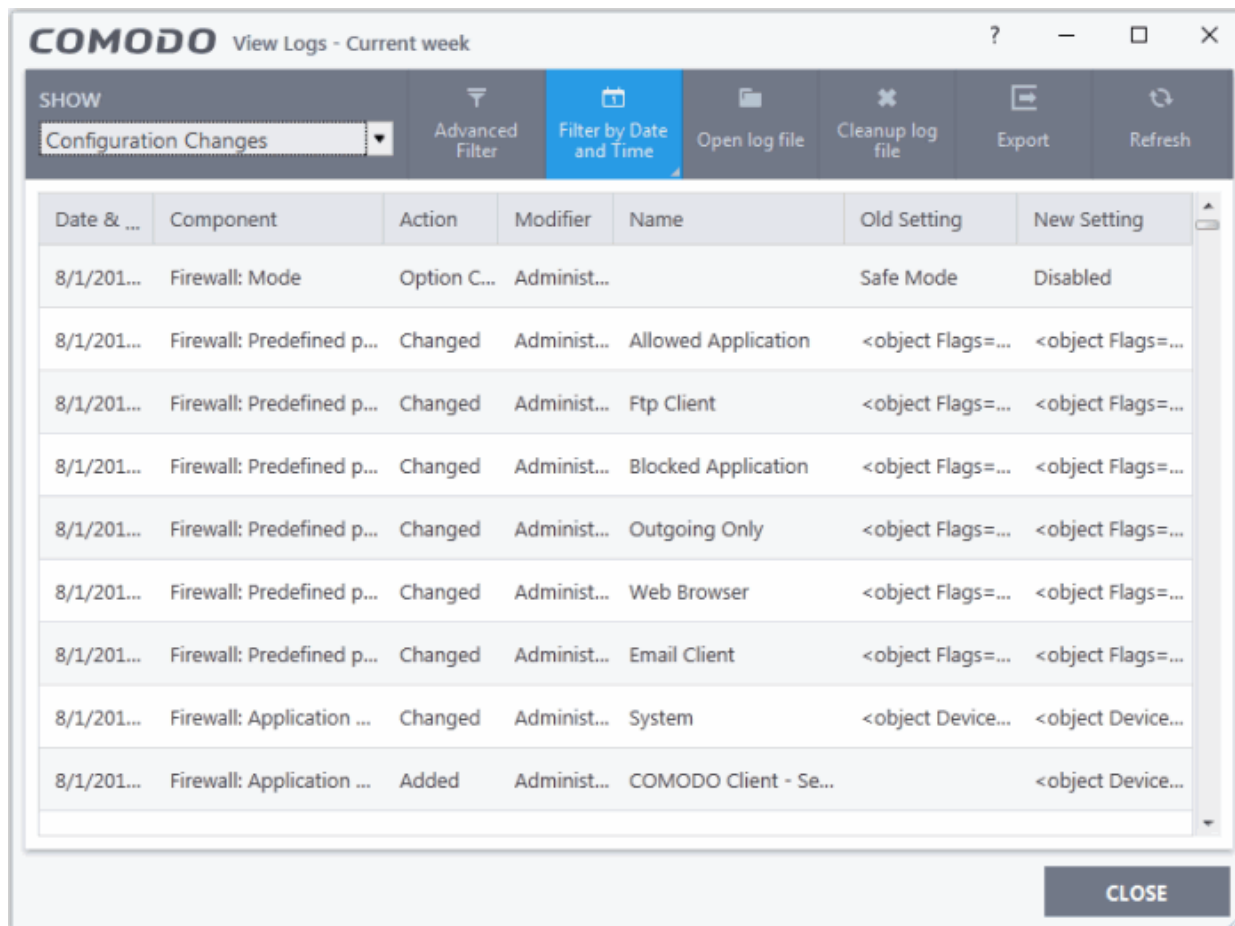 COMODO View Logs - Current week ?
SHOW
Configuration Changes
Advanced
Filter
Filter by Date
and Time
Open log file
Cleanup log
file
Export
Refresh
Date & ... Component Action Modifier Name Old Setting New Setting
8/1/201... Firewall: Mode Option C... Administ... Safe Mode Disabled
8/1/201... Firewall: Predefined p... Changed Administ... Allowed Application <object Flags=... <object Flags=...
8/1/201... Firewall: Predefined p... Changed Administ... Ftp Client <object Flags=... <object Flags=...
8/1/201... Firewall: Predefined p... Changed Administ... Blocked Application <object Flags=... <object Flags=...
8/1/201... Firewall: Predefined p... Changed Administ... Outgoing Only <object Flags=... <object Flags=...
8/1/201... Firewall: Predefined p... Changed Administ... Web Browser <object Flags=... <object Flags=...
8/1/201... Firewall: Predefined p... Changed Administ... Email Client <object Flags=... <object Flags=...
8/1/201... Firewall: Application ... Changed Administ... System <object Device... <object Device...
8/1/201... Firewall: Application ... Added Administ... COMODO Client - Se... <object Device...
CLOSE